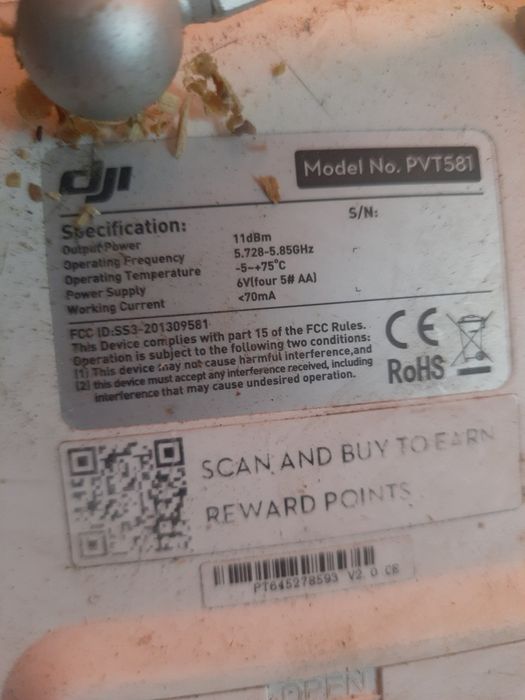 dji
Model No. PVT581
Specification:
S/N:
Output Power 11dBm
Operating Frequency 5.728-5.85GHz
Operating Temperature -5~+75°C
Power Supply 6V(four 5# AA)
Working Current <70mA
FCC ID:SS3-201309581
This Device complies with part 15 of the FCC Rules.
Operation is subject to the following two conditions:
(1) This device may not cause harmful interference,and
(2) this device must accept any interference received, including
interference that may cause undesired operation.
CE
RoHS
SCAN AND BUY TO EARN
REWARD POINTS
PT645278593 V2.0 CB
OPEN